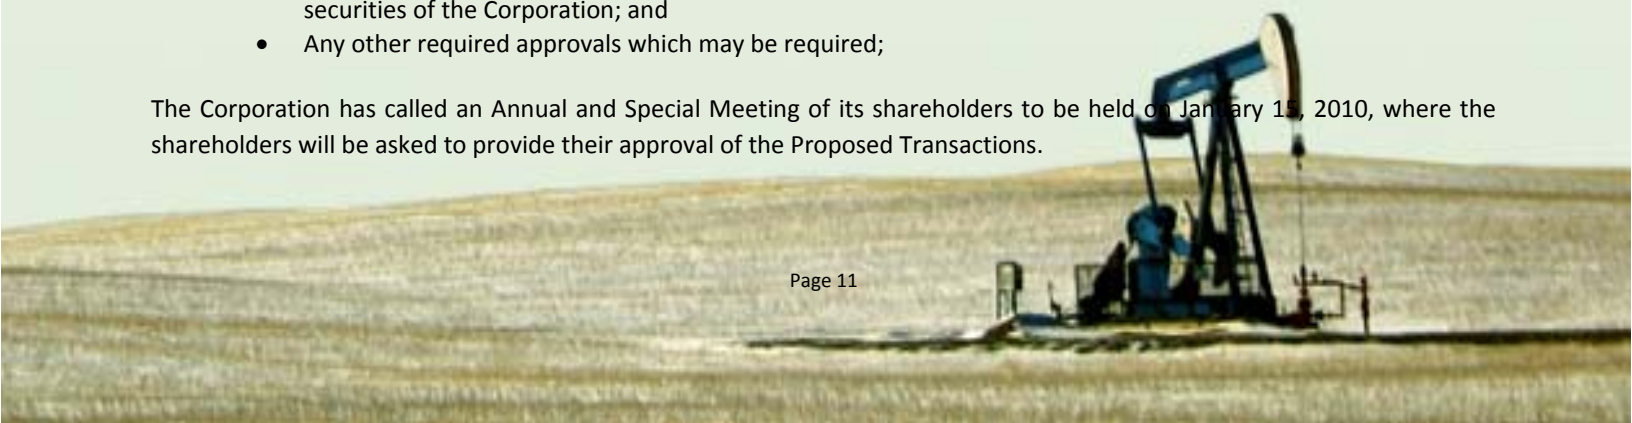 securities of the Corporation; and
• Any other required approvals which may be required;
The Corporation has called an Annual and Special Meeting of its shareholders to be held on January 15, 2010, where the
shareholders will be asked to provide their approval of the Proposed Transactions.
Page 11